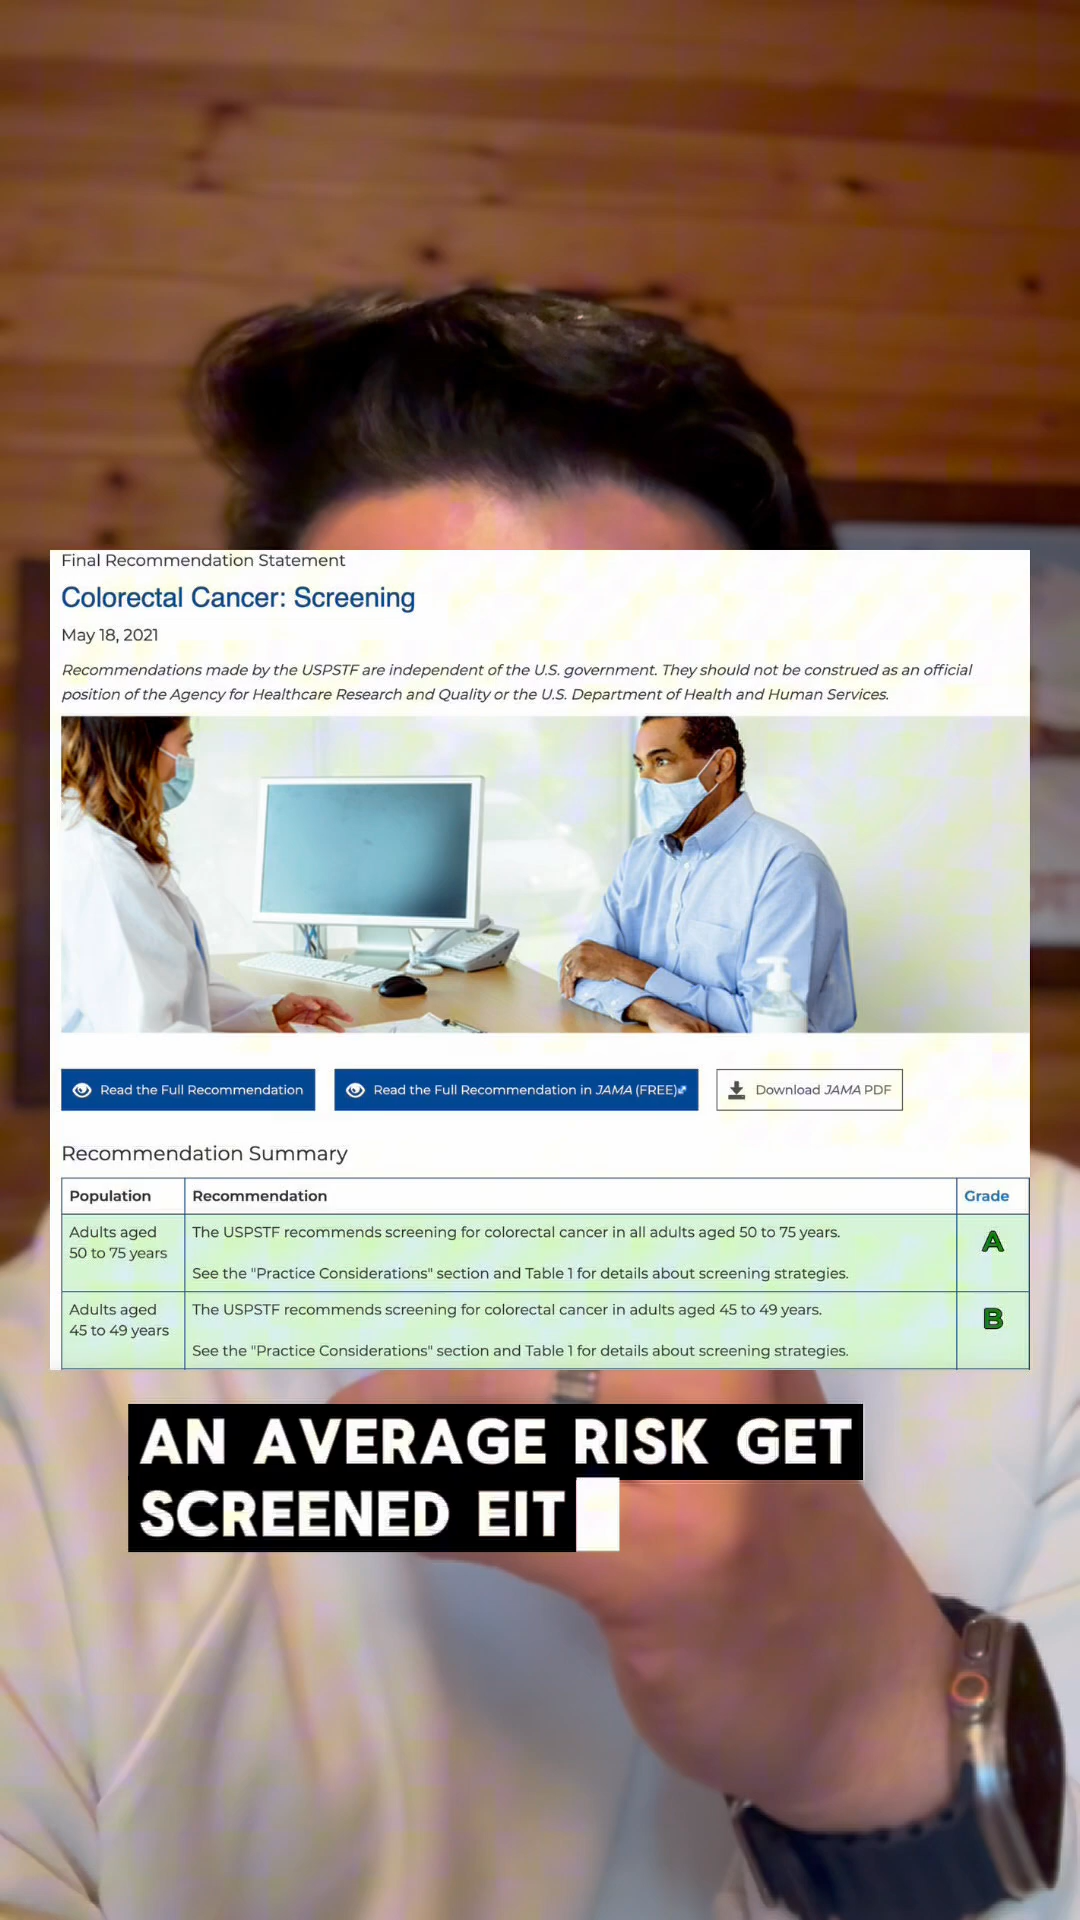 Final Recommendation Statement
Colorectal Cancer: Screening
May 18, 2021
Recommendations made by the USPSTF are independent of the U.S. government. They should not be construed as an official
position of the Agency for Healthcare Research and Quality or the U.S. Department of Health and Human Services.
Read the Full Recommendation
Read the Full Recommendation in JAMA (FREE)
Download JAMA PDF
Recommendation Summary
Population Recommendation Grade
Adults aged
50 to 75 years
The USPSTF recommends screening for colorectal cancer in all adults aged 50 to 75 years.
See the "Practice Considerations" section and Table 1 for details about screening strategies.
A
Adults aged
45 to 49 years
The USPSTF recommends screening for colorectal cancer in adults aged 45 to 49 years.
See the "Practice Considerations" section and Table 1 for details about screening strategies.
B
AN AVERAGE RISK GET
SCREENED EIT